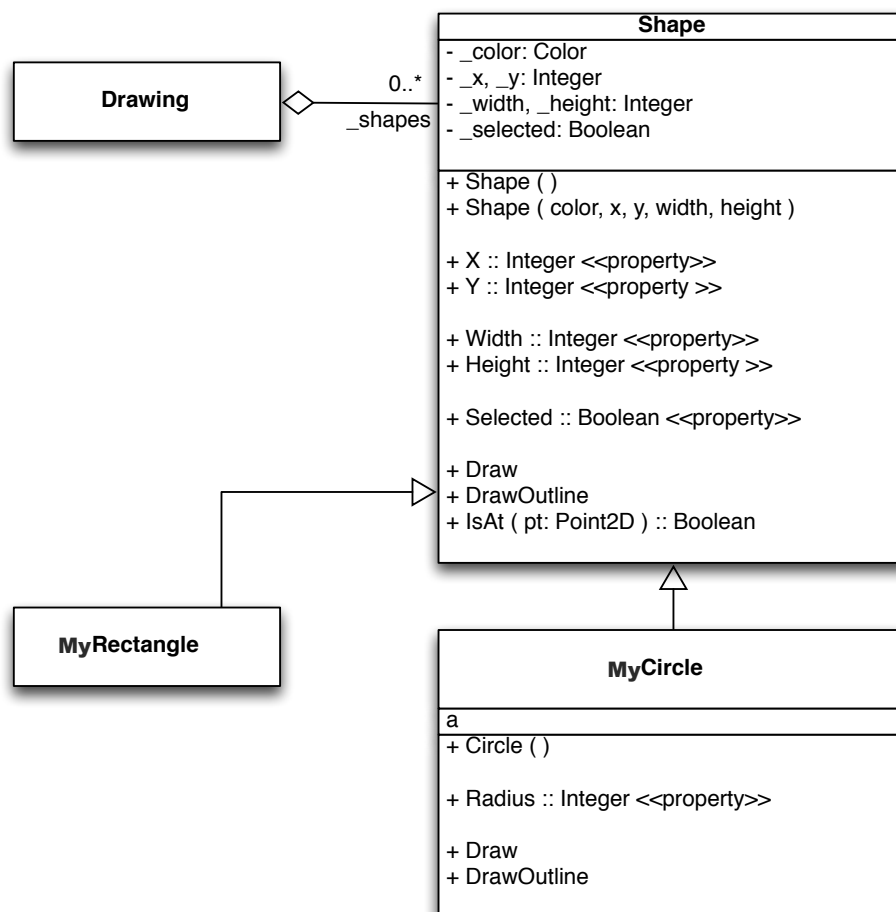 Shape
- _color: Color
- _x, _y: Integer
- _width, _height: Integer
- _selected: Boolean
Drawing
0..*
_shapes
+ Shape ( )
+ Shape ( color, x, y, width, height )
+ X :: Integer <<property>>
+ Y :: Integer <<property >>
+ Width :: Integer <<property>>
+ Height :: Integer <<property >>
+ Selected :: Boolean <<property>>
+ Draw
+ DrawOutline
+ IsAt ( pt: Point2D ) :: Boolean
MyRectangle
MyCircle
a
+ Circle ( )
+ Radius :: Integer <<property>>
+ Draw
+ DrawOutline